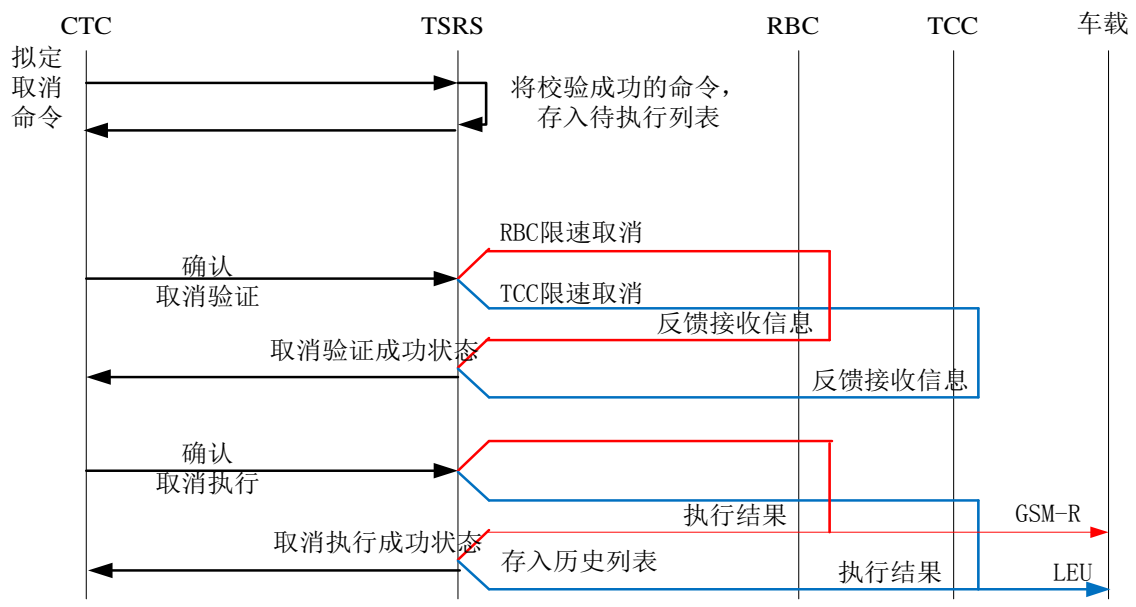 CTC
TSRS
RBC
TCC
车载
拟定
取消
命令
将校验成功的命令，
存入待执行列表
RBC限速取消
确认
取消验证
TCC限速取消
反馈接收信息
取消验证成功状态
反馈接收信息
确认
取消执行
执行结果
GSM-R
取消执行成功状态
存入历史列表
执行结果
LEU